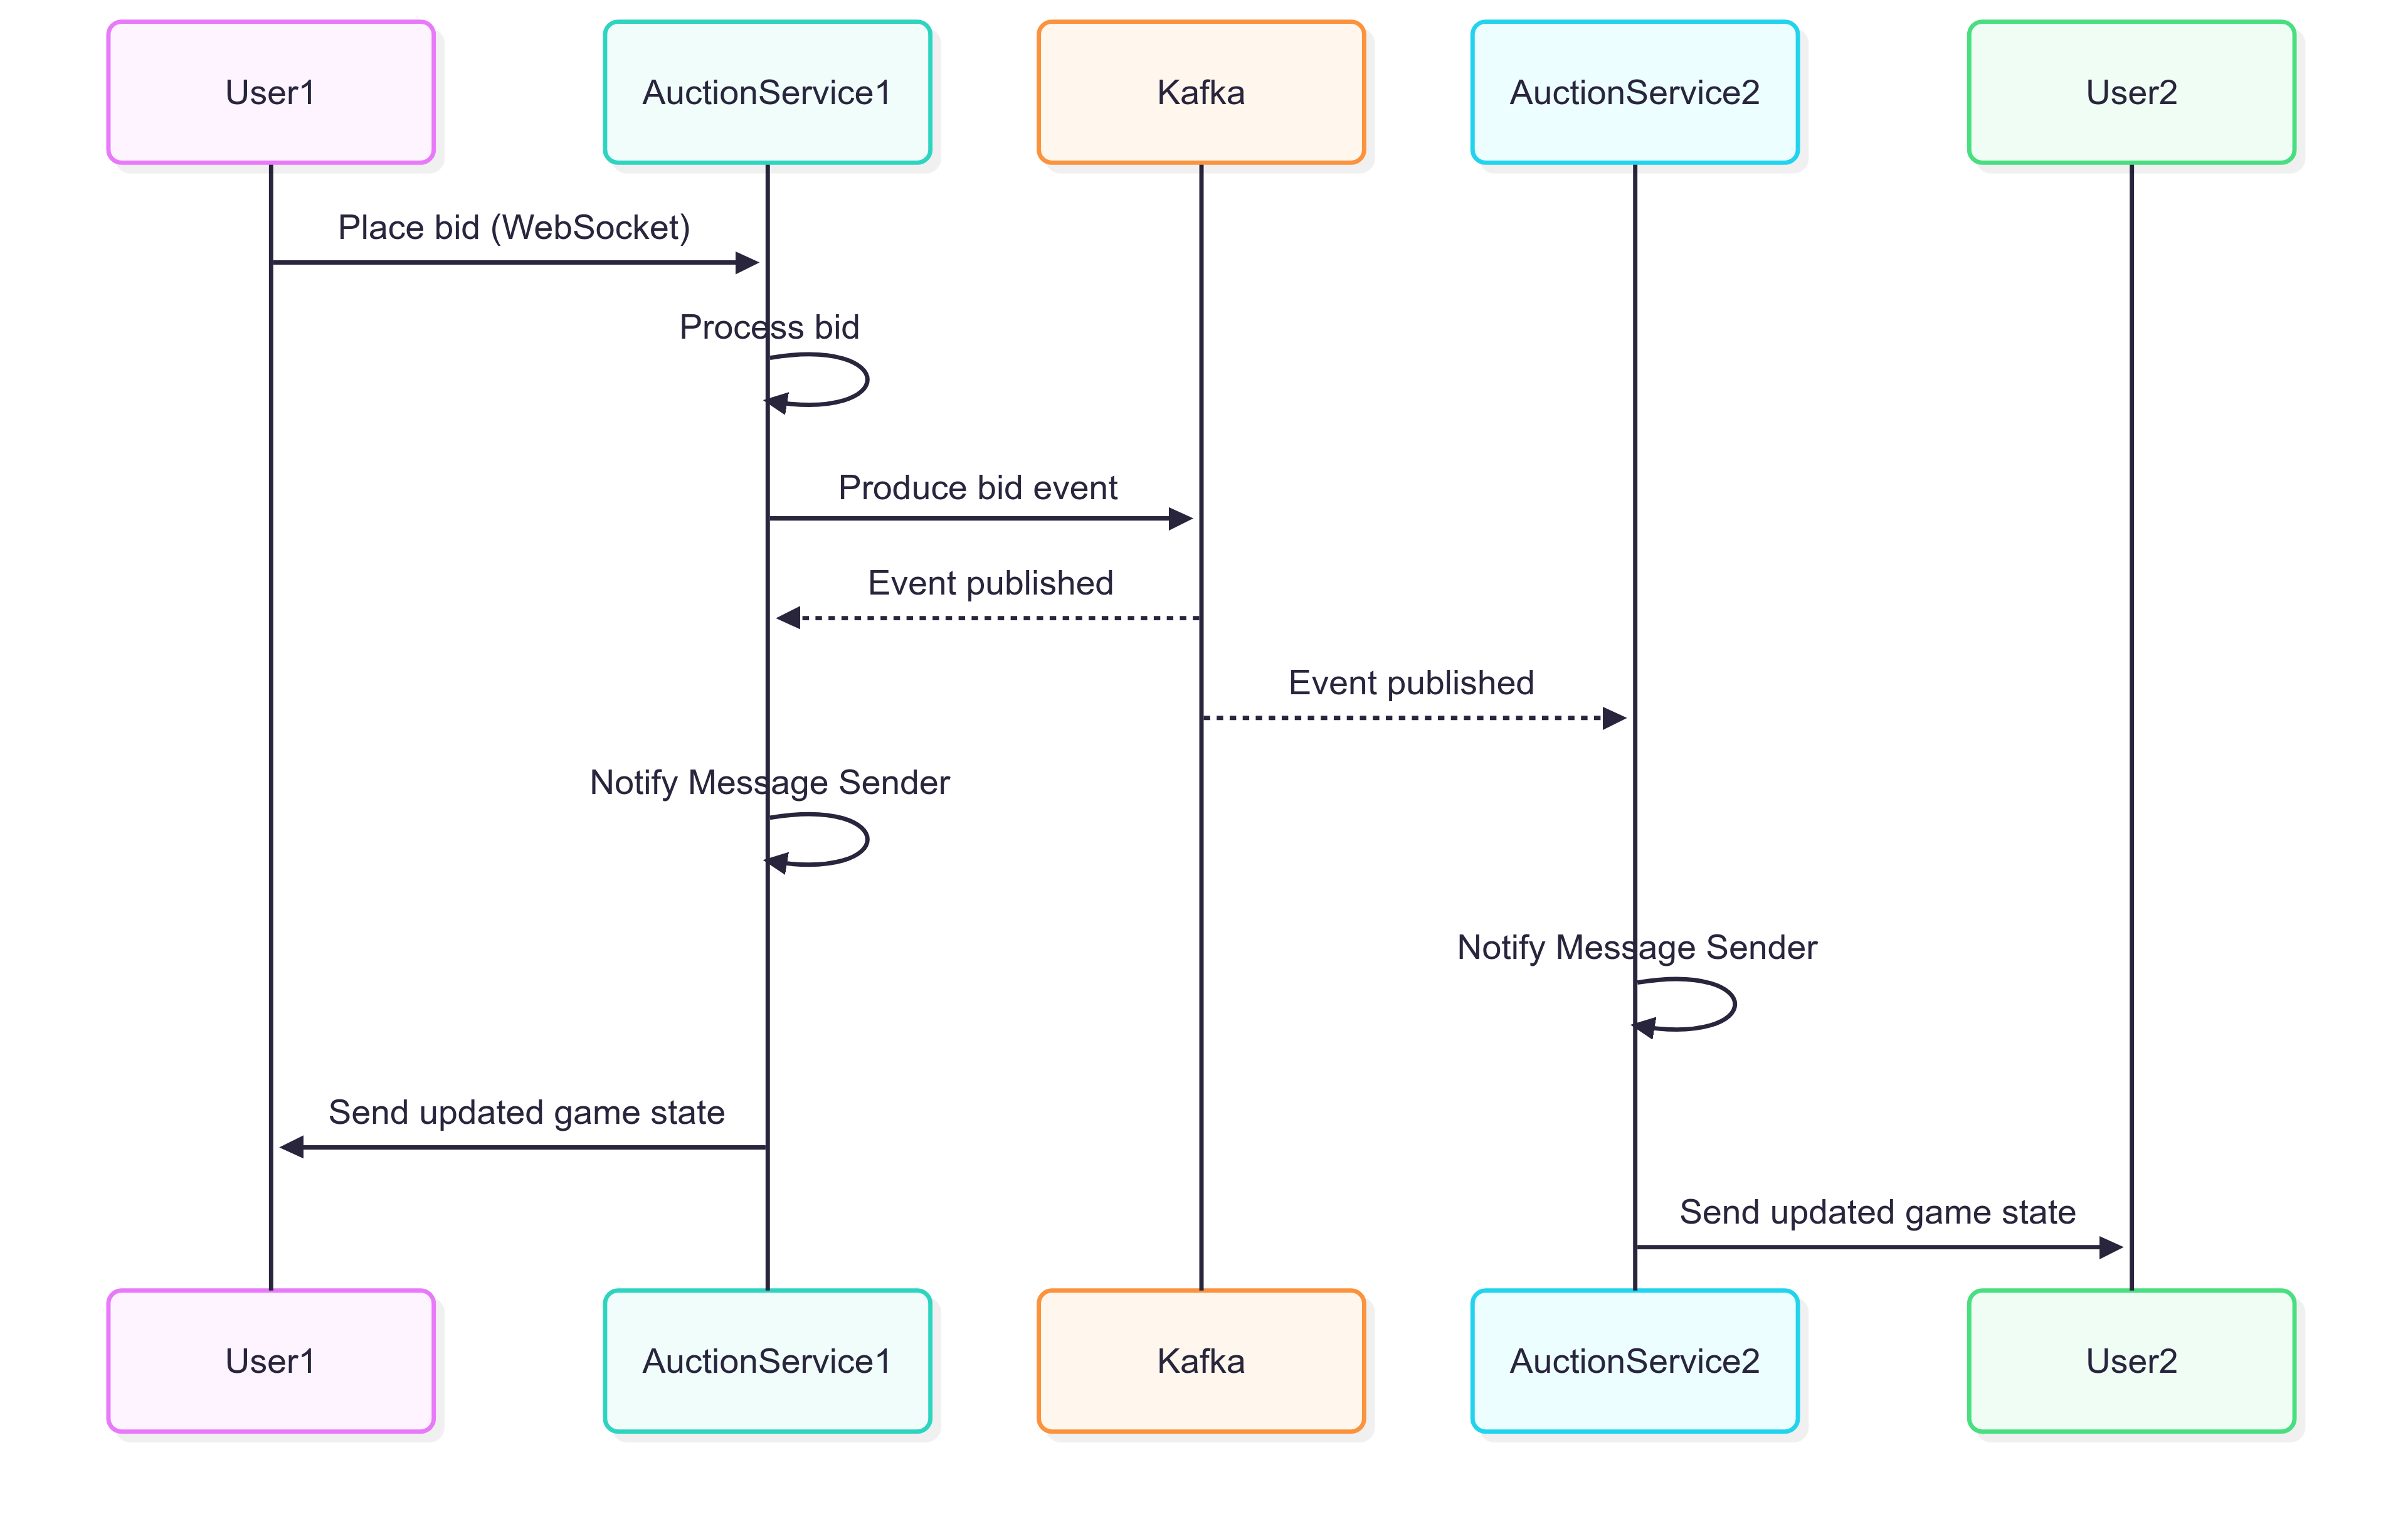 User1
AuctionService1
Kafka
AuctionService2
User2
Place bid (WebSocket)
Process bid
Produce bid event
Event published
Event published
Notify Message Sender
Notify Message Sender
Send updated game state
Send updated game state
User1
AuctionService1
Kafka
AuctionService2
User2